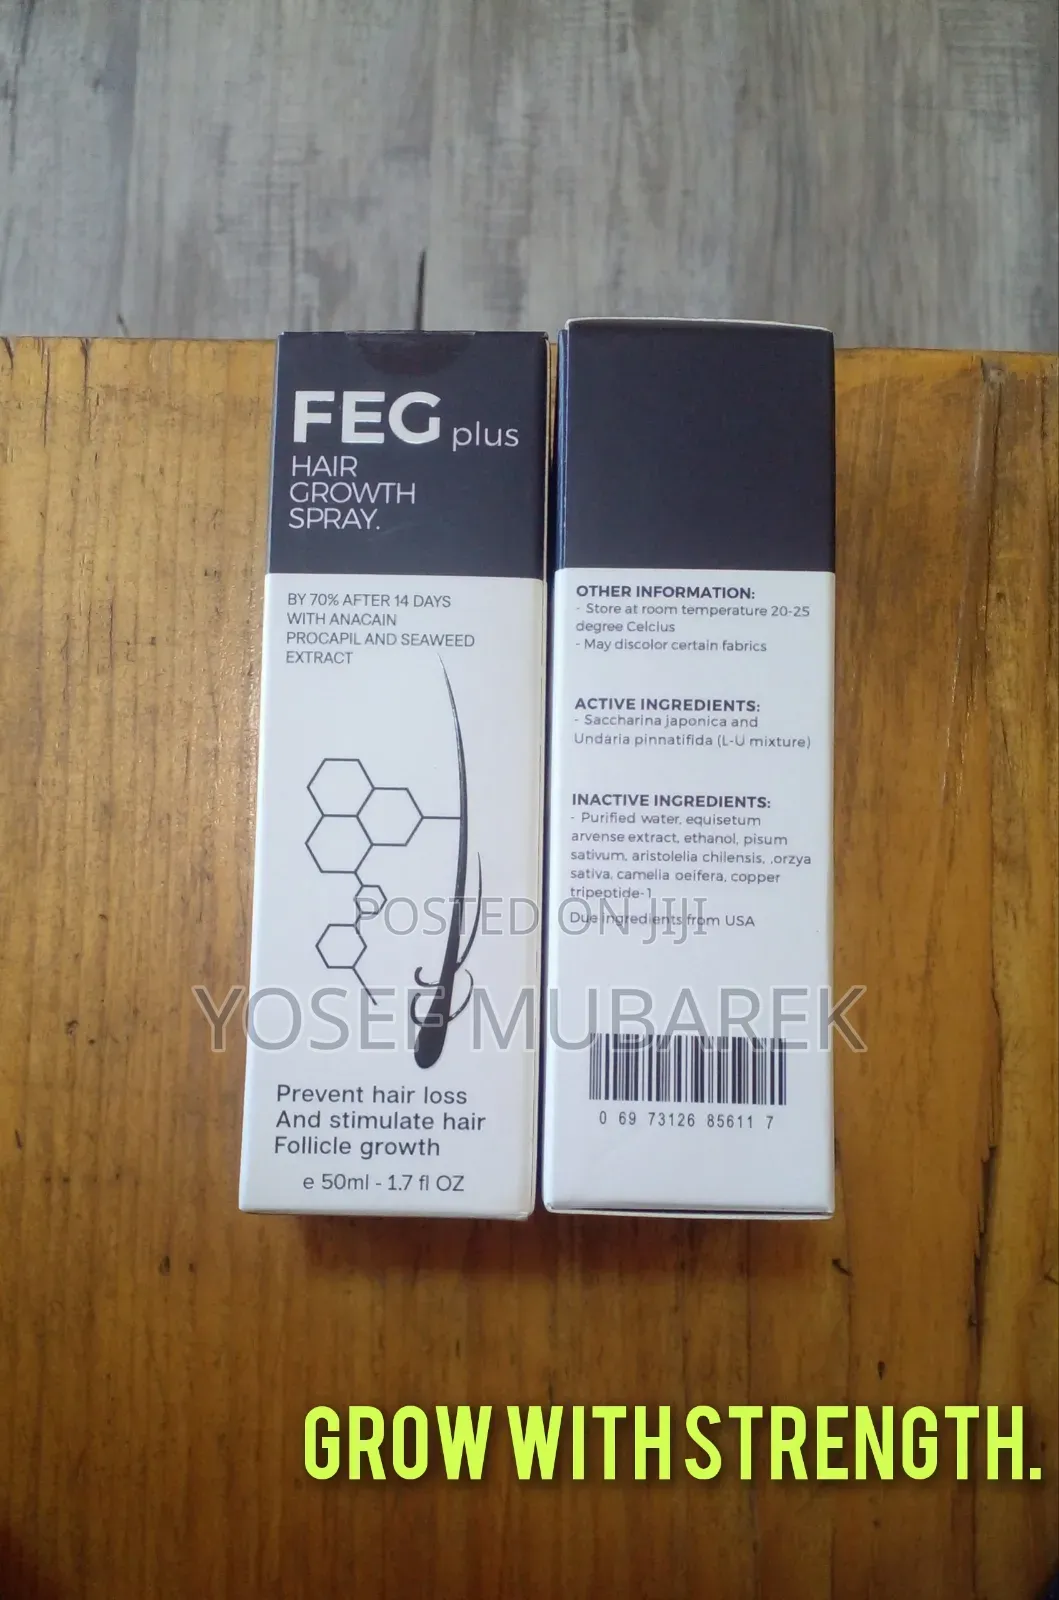 FEG plus
HAIR
GROWTH
SPRAY.
BY 70% AFTER 14 DAYS
WITH ANACAIN
PROCAPIL AND SEAWEED
EXTRACT
Prevent hair loss
And stimulate hair
Follicle growth
e 50ml - 1.7 fl OZ
OTHER INFORMATION:
- Store at room temperature 20-25
degree Celcius
- May discolor certain fabrics
ACTIVE INGREDIENTS:
- Saccharina japonica and
Undaria pinnatifida (L-U mixture)
INACTIVE INGREDIENTS:
- Purified water, equisetum
arvense extract, ethanol, pisum
sativum, aristolelia chilensis, ,orzya
sativa, camelia oeifera, copper
tripeptide-1
Due ingredients from USA
0 69 73126 85611 7
POSTED ON JIJI
YOSEF MUBAREK
GROW WITH STRENGTH.